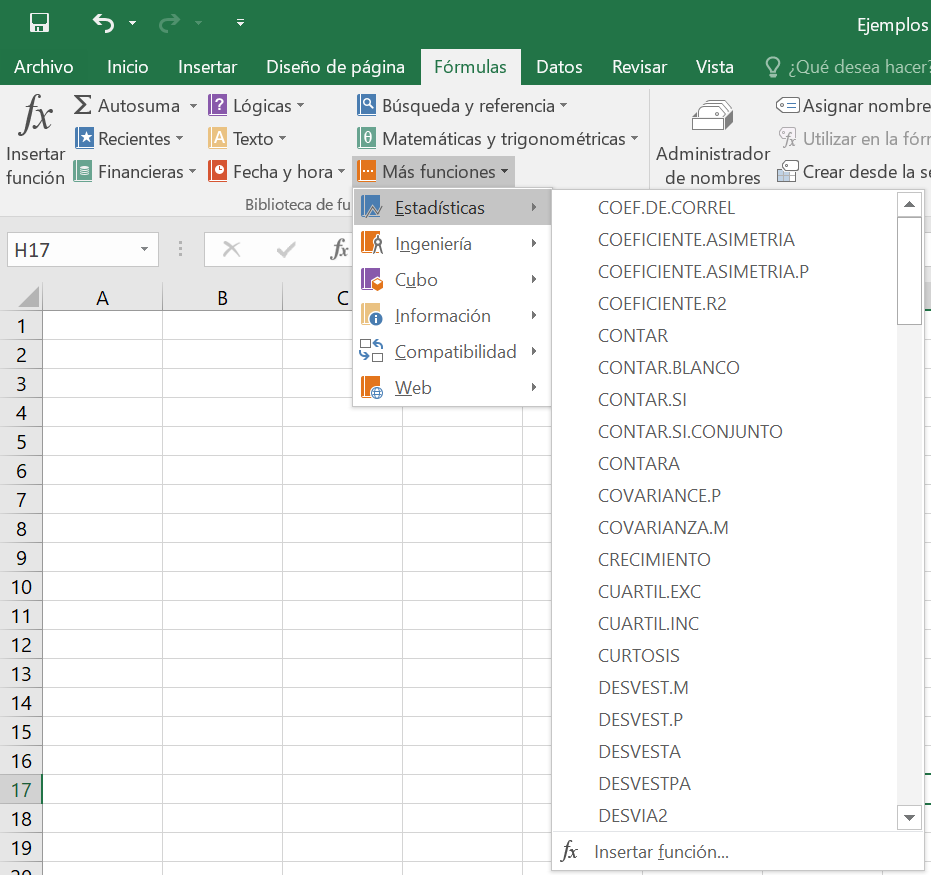 Ejemplos
Archivo Inicio Insertar Diseño de página Fórmulas Datos Revisar Vista ¿Qué desea hacer?
fx Insertar función
Σ Autosuma
Recientes
Financieras
? Lógicas
A Texto
Fecha y hora
Búsqueda y referencia
θ Matemáticas y trigonométricas
Más funciones
Biblioteca de fu
Administrador de nombres
Asignar nombre
Utilizar en la fór
Crear desde la se
H17 fx
A B C
1
2
3
4
5
6
7
8
9
10
11
12
13
14
15
16
17
18
19
20
Estadísticas
Ingeniería
Cubo
Información
Compatibilidad
Web
COEF.DE.CORREL
COEFICIENTE.ASIMETRIA
COEFICIENTE.ASIMETRIA.P
COEFICIENTE.R2
CONTAR
CONTAR.BLANCO
CONTAR.SI
CONTAR.SI.CONJUNTO
CONTARA
COVARIANCE.P
COVARIANZA.M
CRECIMIENTO
CUARTIL.EXC
CUARTIL.INC
CURTOSIS
DESVEST.M
DESVEST.P
DESVESTA
DESVESTPA
DESVIA2
fx Insertar función...